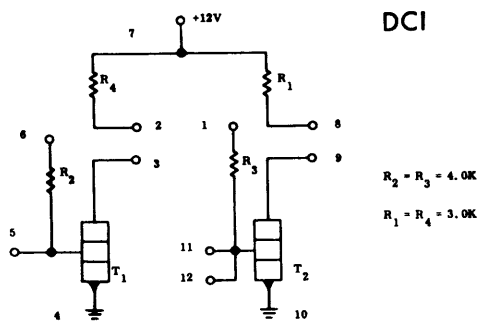 DCI
+12V
7
R4
R1
2
1
8
6
3
9
R2
R3
R2 = R3 = 4.0K
R1 = R4 = 3.0K
5
11
12
T1
T2
4
10